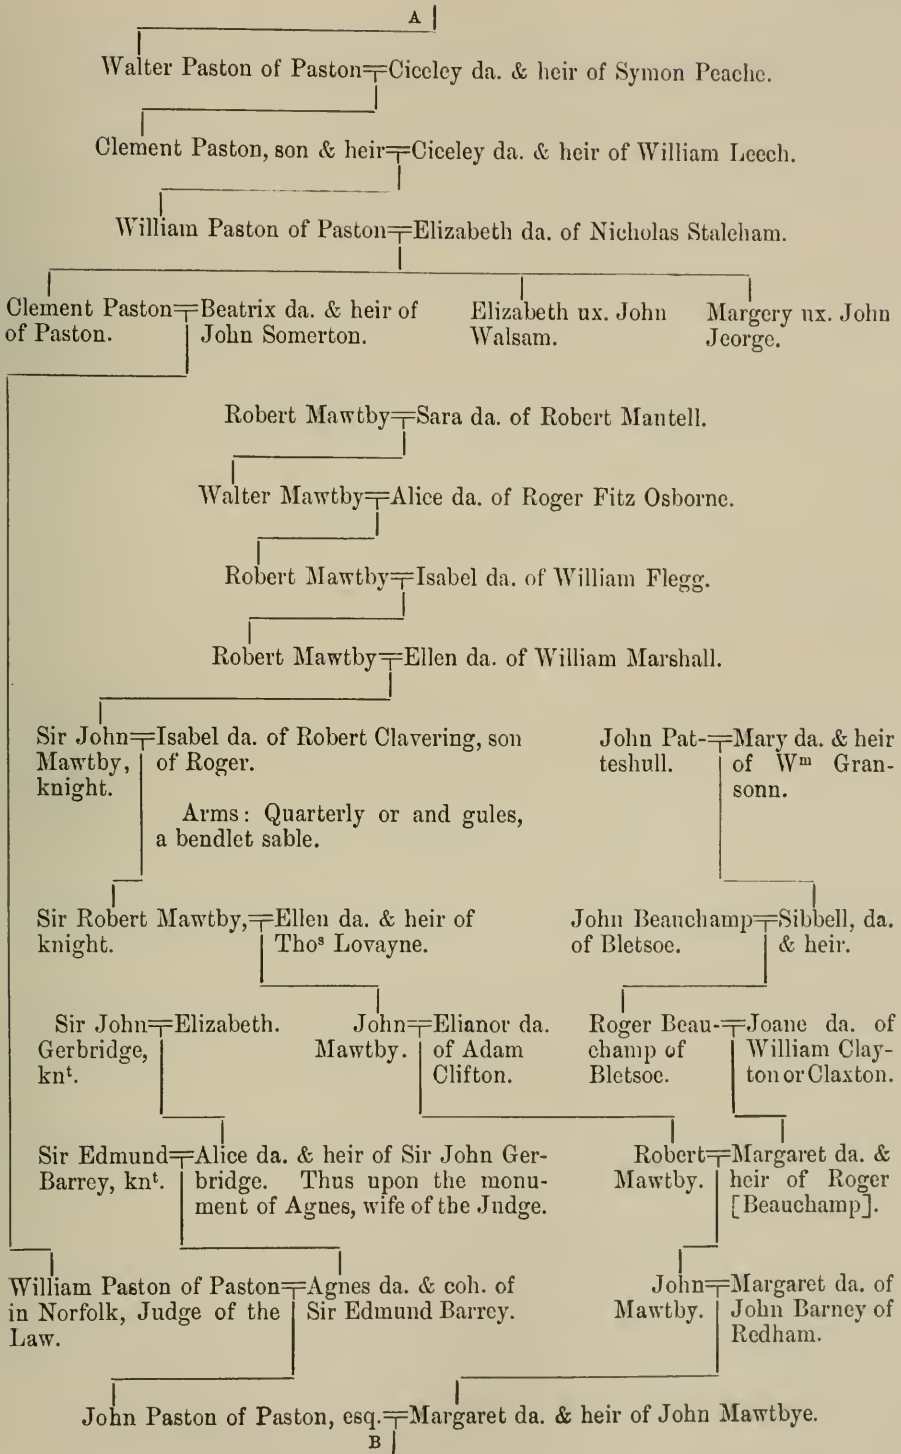 A
Walter Paston of Paston=Ciceley da. & heir of Symon Peache.
Clement Paston, son & heir=Ciceley da. & heir of William Leech.
William Paston of Paston=Elizabeth da. of Nicholas Staleham.
Clement Paston=Beatrix da. & heir of
of Paston. John Somerton.
Elizabeth ux. John
Walsam.
Margery ux. John
Jeorge.
Robert Mawtby=Sara da. of Robert Mantell.
Walter Mawtby=Alice da. of Roger Fitz Osborne.
Robert Mawtby=Isabel da. of William Flegg.
Robert Mawtby=Ellen da. of William Marshall.
Sir John=Isabel da. of Robert Clavering, son
Mawtby, of Roger.
knight.
Arms: Quarterly or and gules,
a bendlet sable.
John Pat-=Mary da. & heir
teshull. of Wm Gran-
sonn.
Sir Robert Mawtby,=Ellen da. & heir of
knight. Thos Lovayne.
John Beauchamp=Sibbell, da.
of Bletsoe. & heir.
Sir John=Elizabeth.
Gerbridge,
knt.
John=Elianor da.
Mawtby. of Adam
Clifton.
Roger Beau-=Joane da. of
champ of William Clay-
Bletsoe. ton or Claxton.
Sir Edmund=Alice da. & heir of Sir John Ger-
Barrey, knt. bridge. Thus upon the monu-
ment of Agnes, wife of the Judge.
Robert=Margaret da. &
Mawtby. heir of Roger
[Beauchamp].
William Paston of Paston=Agnes da. & coh. of
in Norfolk, Judge of the Sir Edmund Barrey.
Law.
John=Margaret da. of
Mawtby. John Barney of
Redham.
John Paston of Paston, esq.=Margaret da. & heir of John Mawtbye.
B